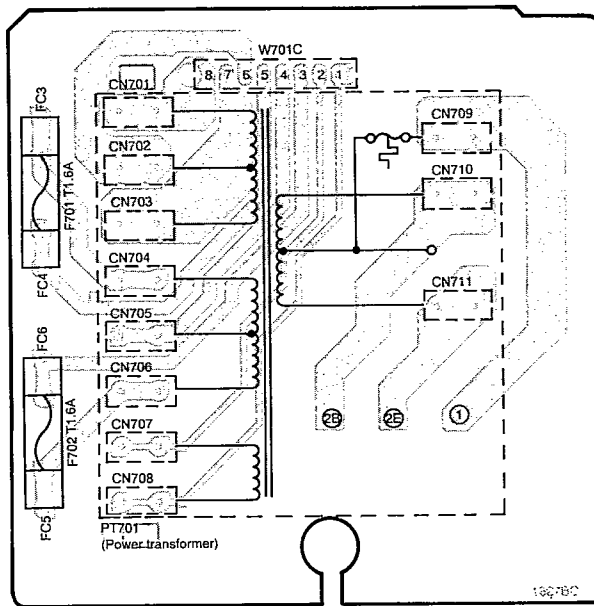 W701C
8 7 6 5 4 3 2 1
CN701
CN709
FC3
CN702
CN710
F701 T1.6A
CN703
CN704
FC4
CN711
CN705
FC6
CN706
2B 2E 1
F702 T1.6A
CN707
CN708
FC5
PT701
(Power transformer)